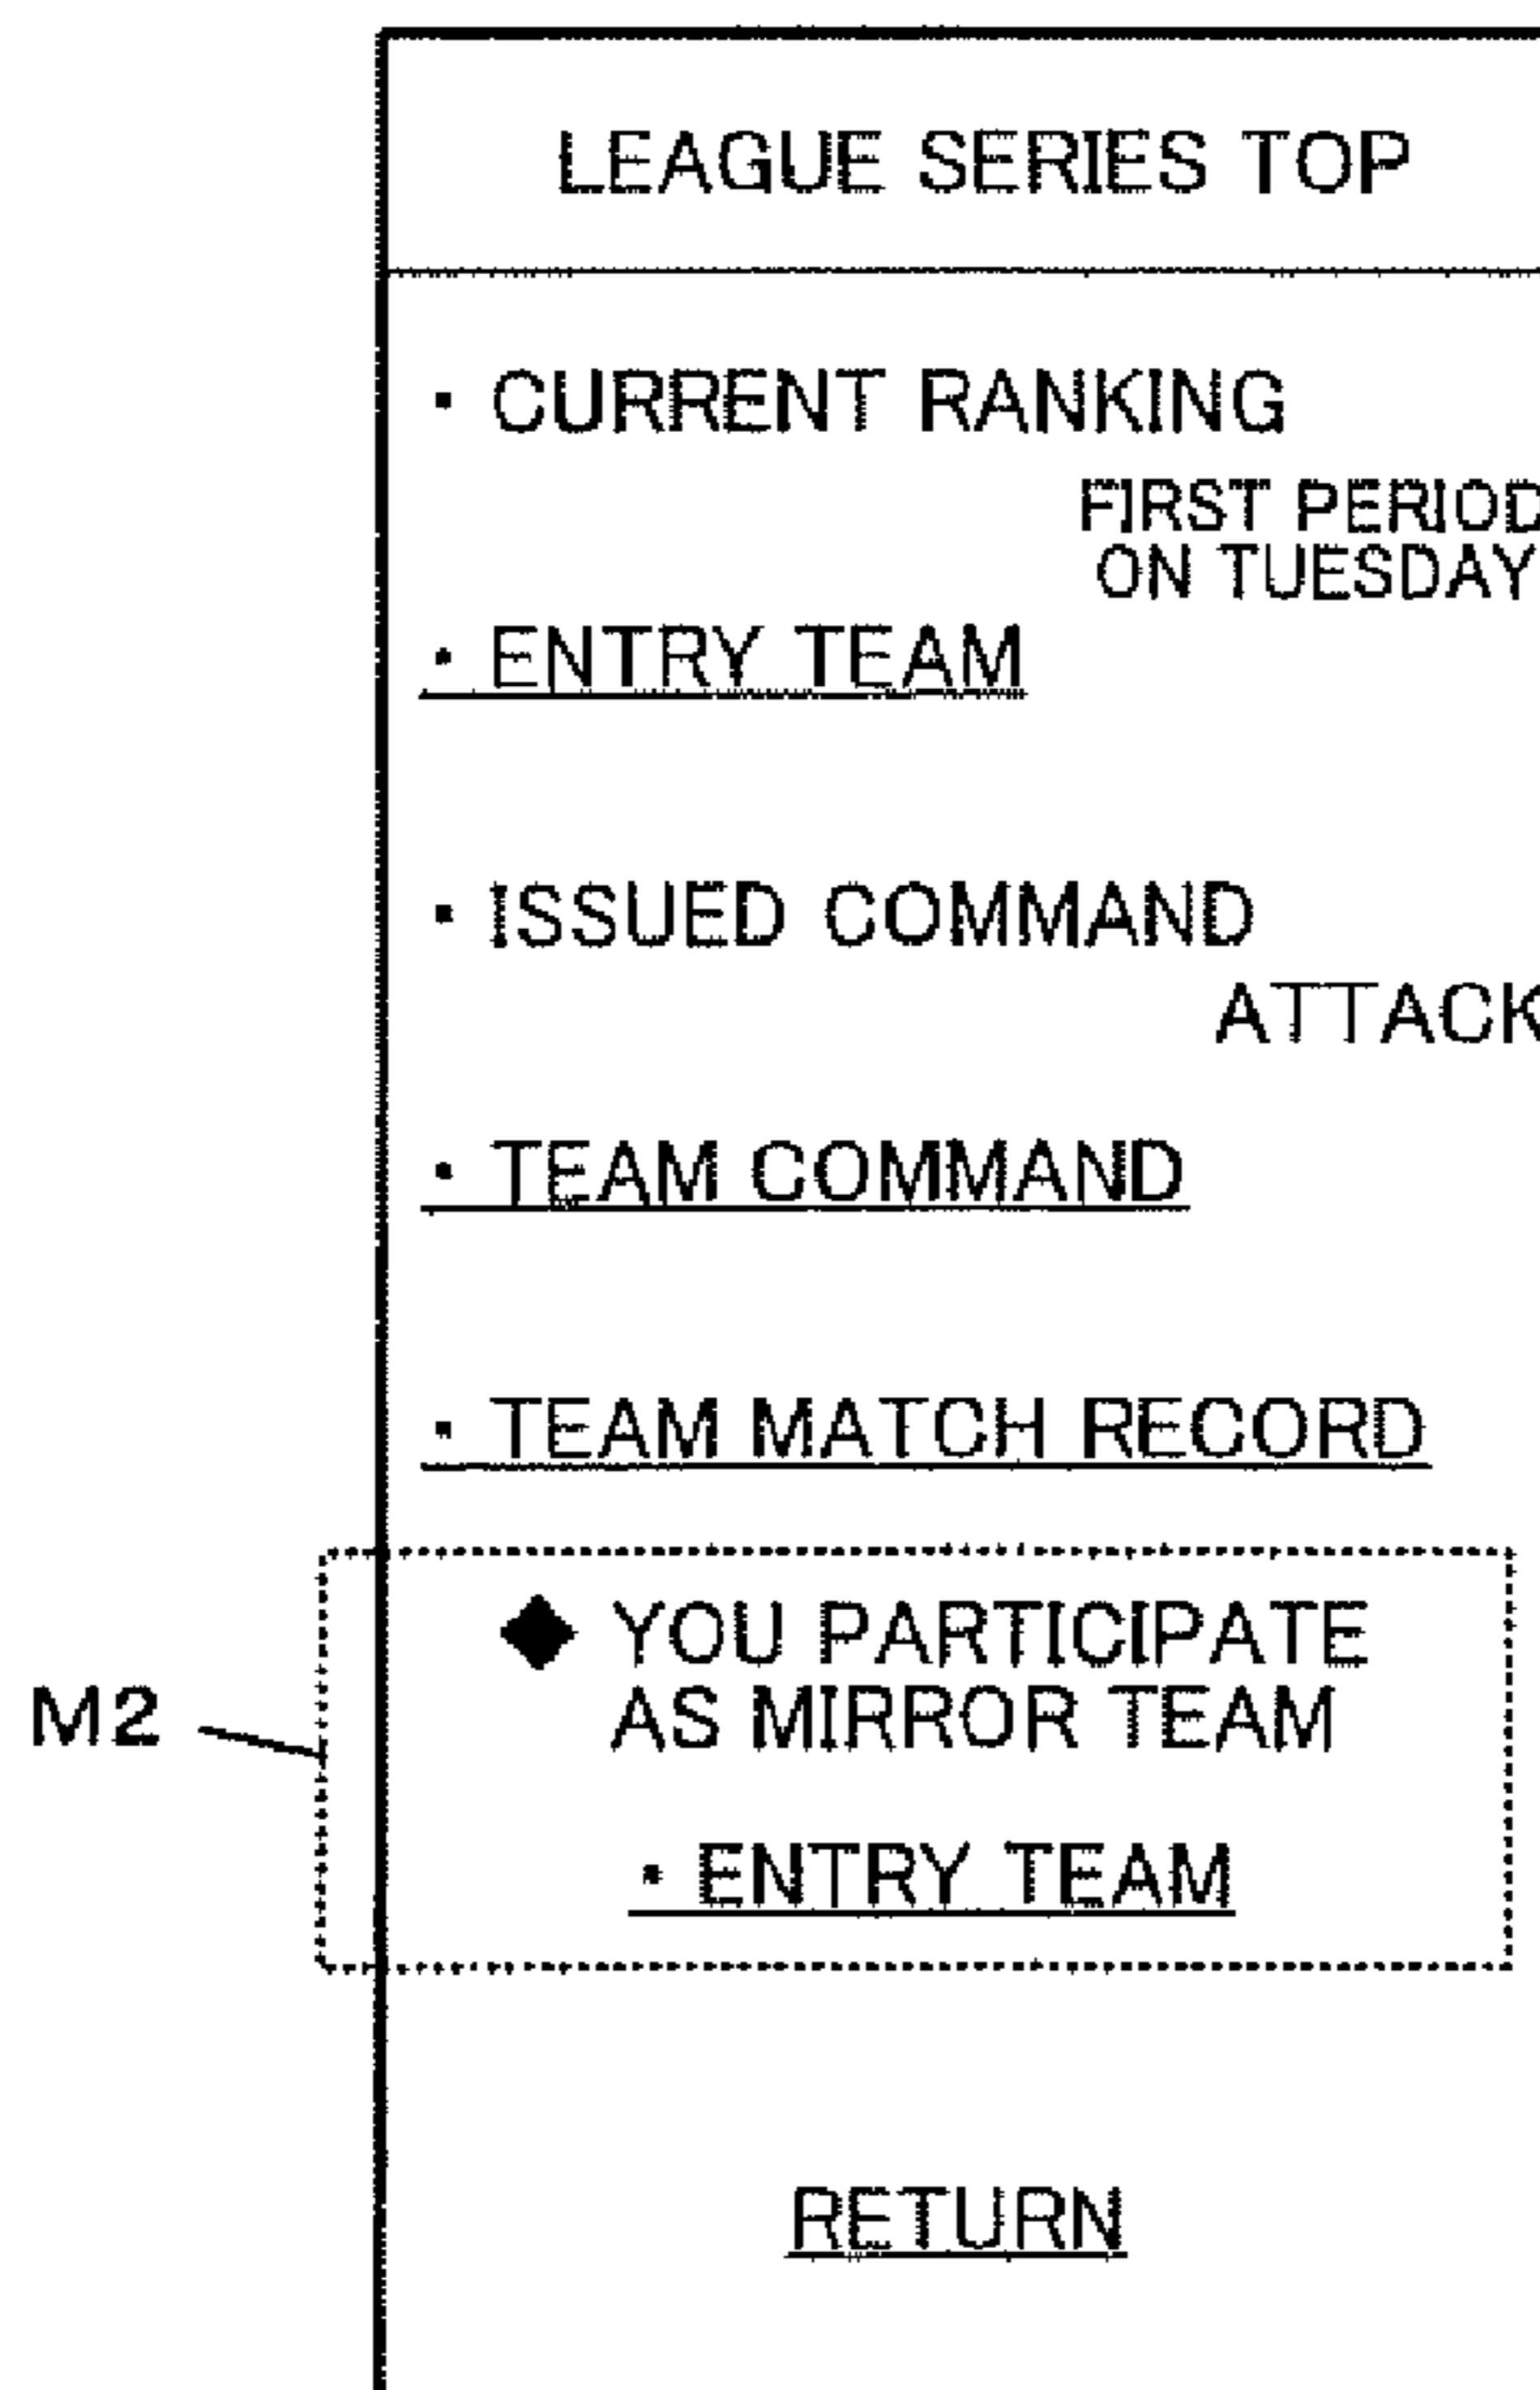 LEAGUE SERIES TOP
· CURRENT RANKING
FIRST
ON TUESDAY
· ENTRY TEAM
· ISSUED COMMAND
ATTACK
· TEAM COMMAND
· TEAM MATCH RECORD
◆ YOU PARTICIPATE
AS MIRROR TEAM
M2
· ENTRY TEAM
RETURN